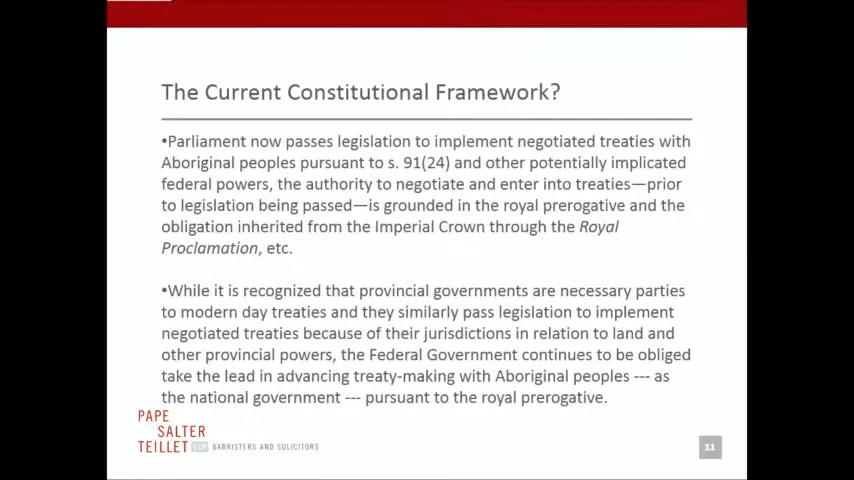 The Current Constitutional Framework?
•Parliament now passes legislation to implement negotiated treaties with
Aboriginal peoples pursuant to s. 91(24) and other potentially implicated
federal powers, the authority to negotiate and enter into treaties—prior
to legislation being passed—is grounded in the royal prerogative and the
obligation inherited from the Imperial Crown through the Royal
Proclamation, etc.
•While it is recognized that provincial governments are necessary parties
to modern day treaties and they similarly pass legislation to implement
negotiated treaties because of their jurisdictions in relation to land and
other provincial powers, the Federal Government continues to be obliged
take the lead in advancing treaty-making with Aboriginal peoples --- as
the national government --- pursuant to the royal prerogative.
PAPE
SALTER
TEILLET LLP BARRISTERS AND SOLICITORS
11